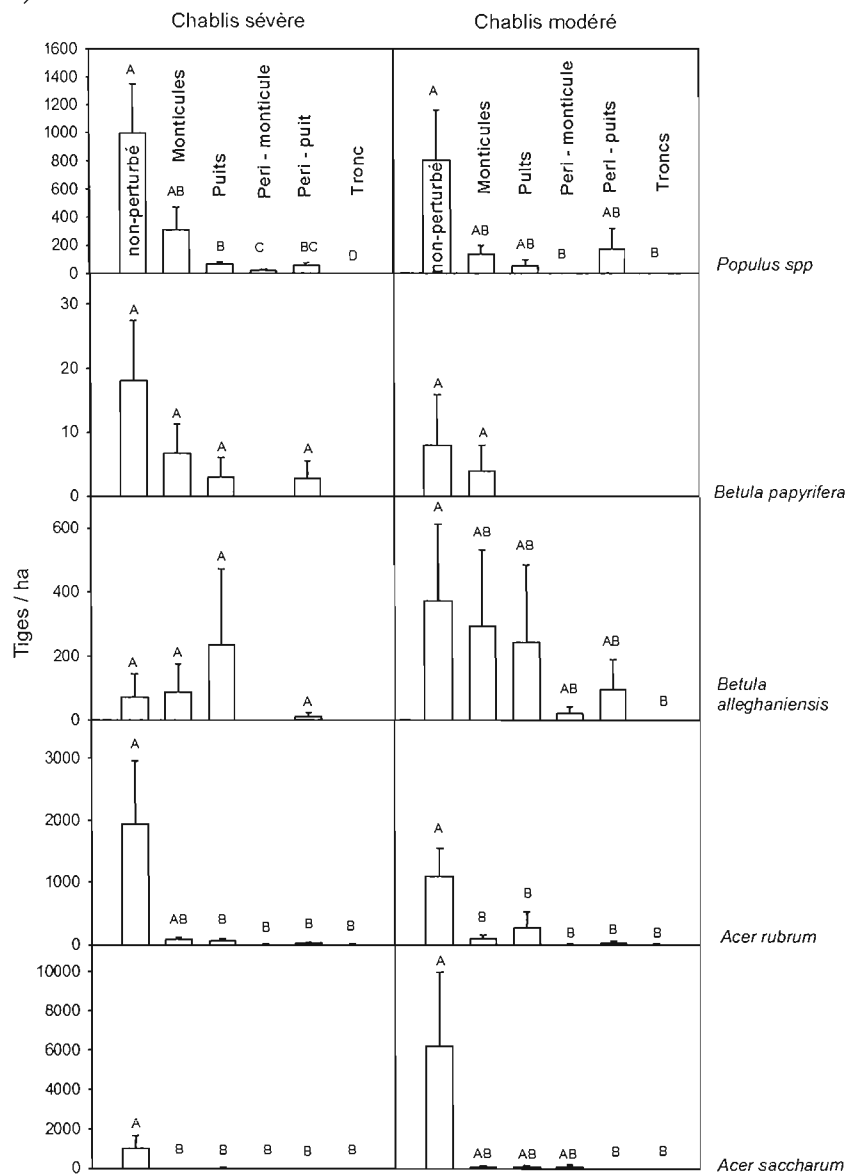 )
Chablis sévère Chablis modéré
1600
1400
1200
1000
800
600
400
200
0
A
AB
B
C
BC
D
non-perturbé
Monticules
Puits
Peri - monticule
Peri - puit
Tronc
A
AB
AB
B
AB
B
non-perturbé
Monticules
Puits
Peri - monticule
Peri - puits
Troncs
Populus spp
30
20
10
0
A
A
A
A
A
A
Betula papyrifera
Tiges / ha
600
400
200
0
A
A
A
A
A
AB
AB
AB
AB
B
Betula
alleghaniensis
3000
2000
1000
0
A
AB
B
B
B
B
A
B
B
B
B
B
Acer rubrum
10000
8000
6000
4000
2000
0
A
B
B
B
B
B
A
AB
AB
AB
B
B
Acer saccharum